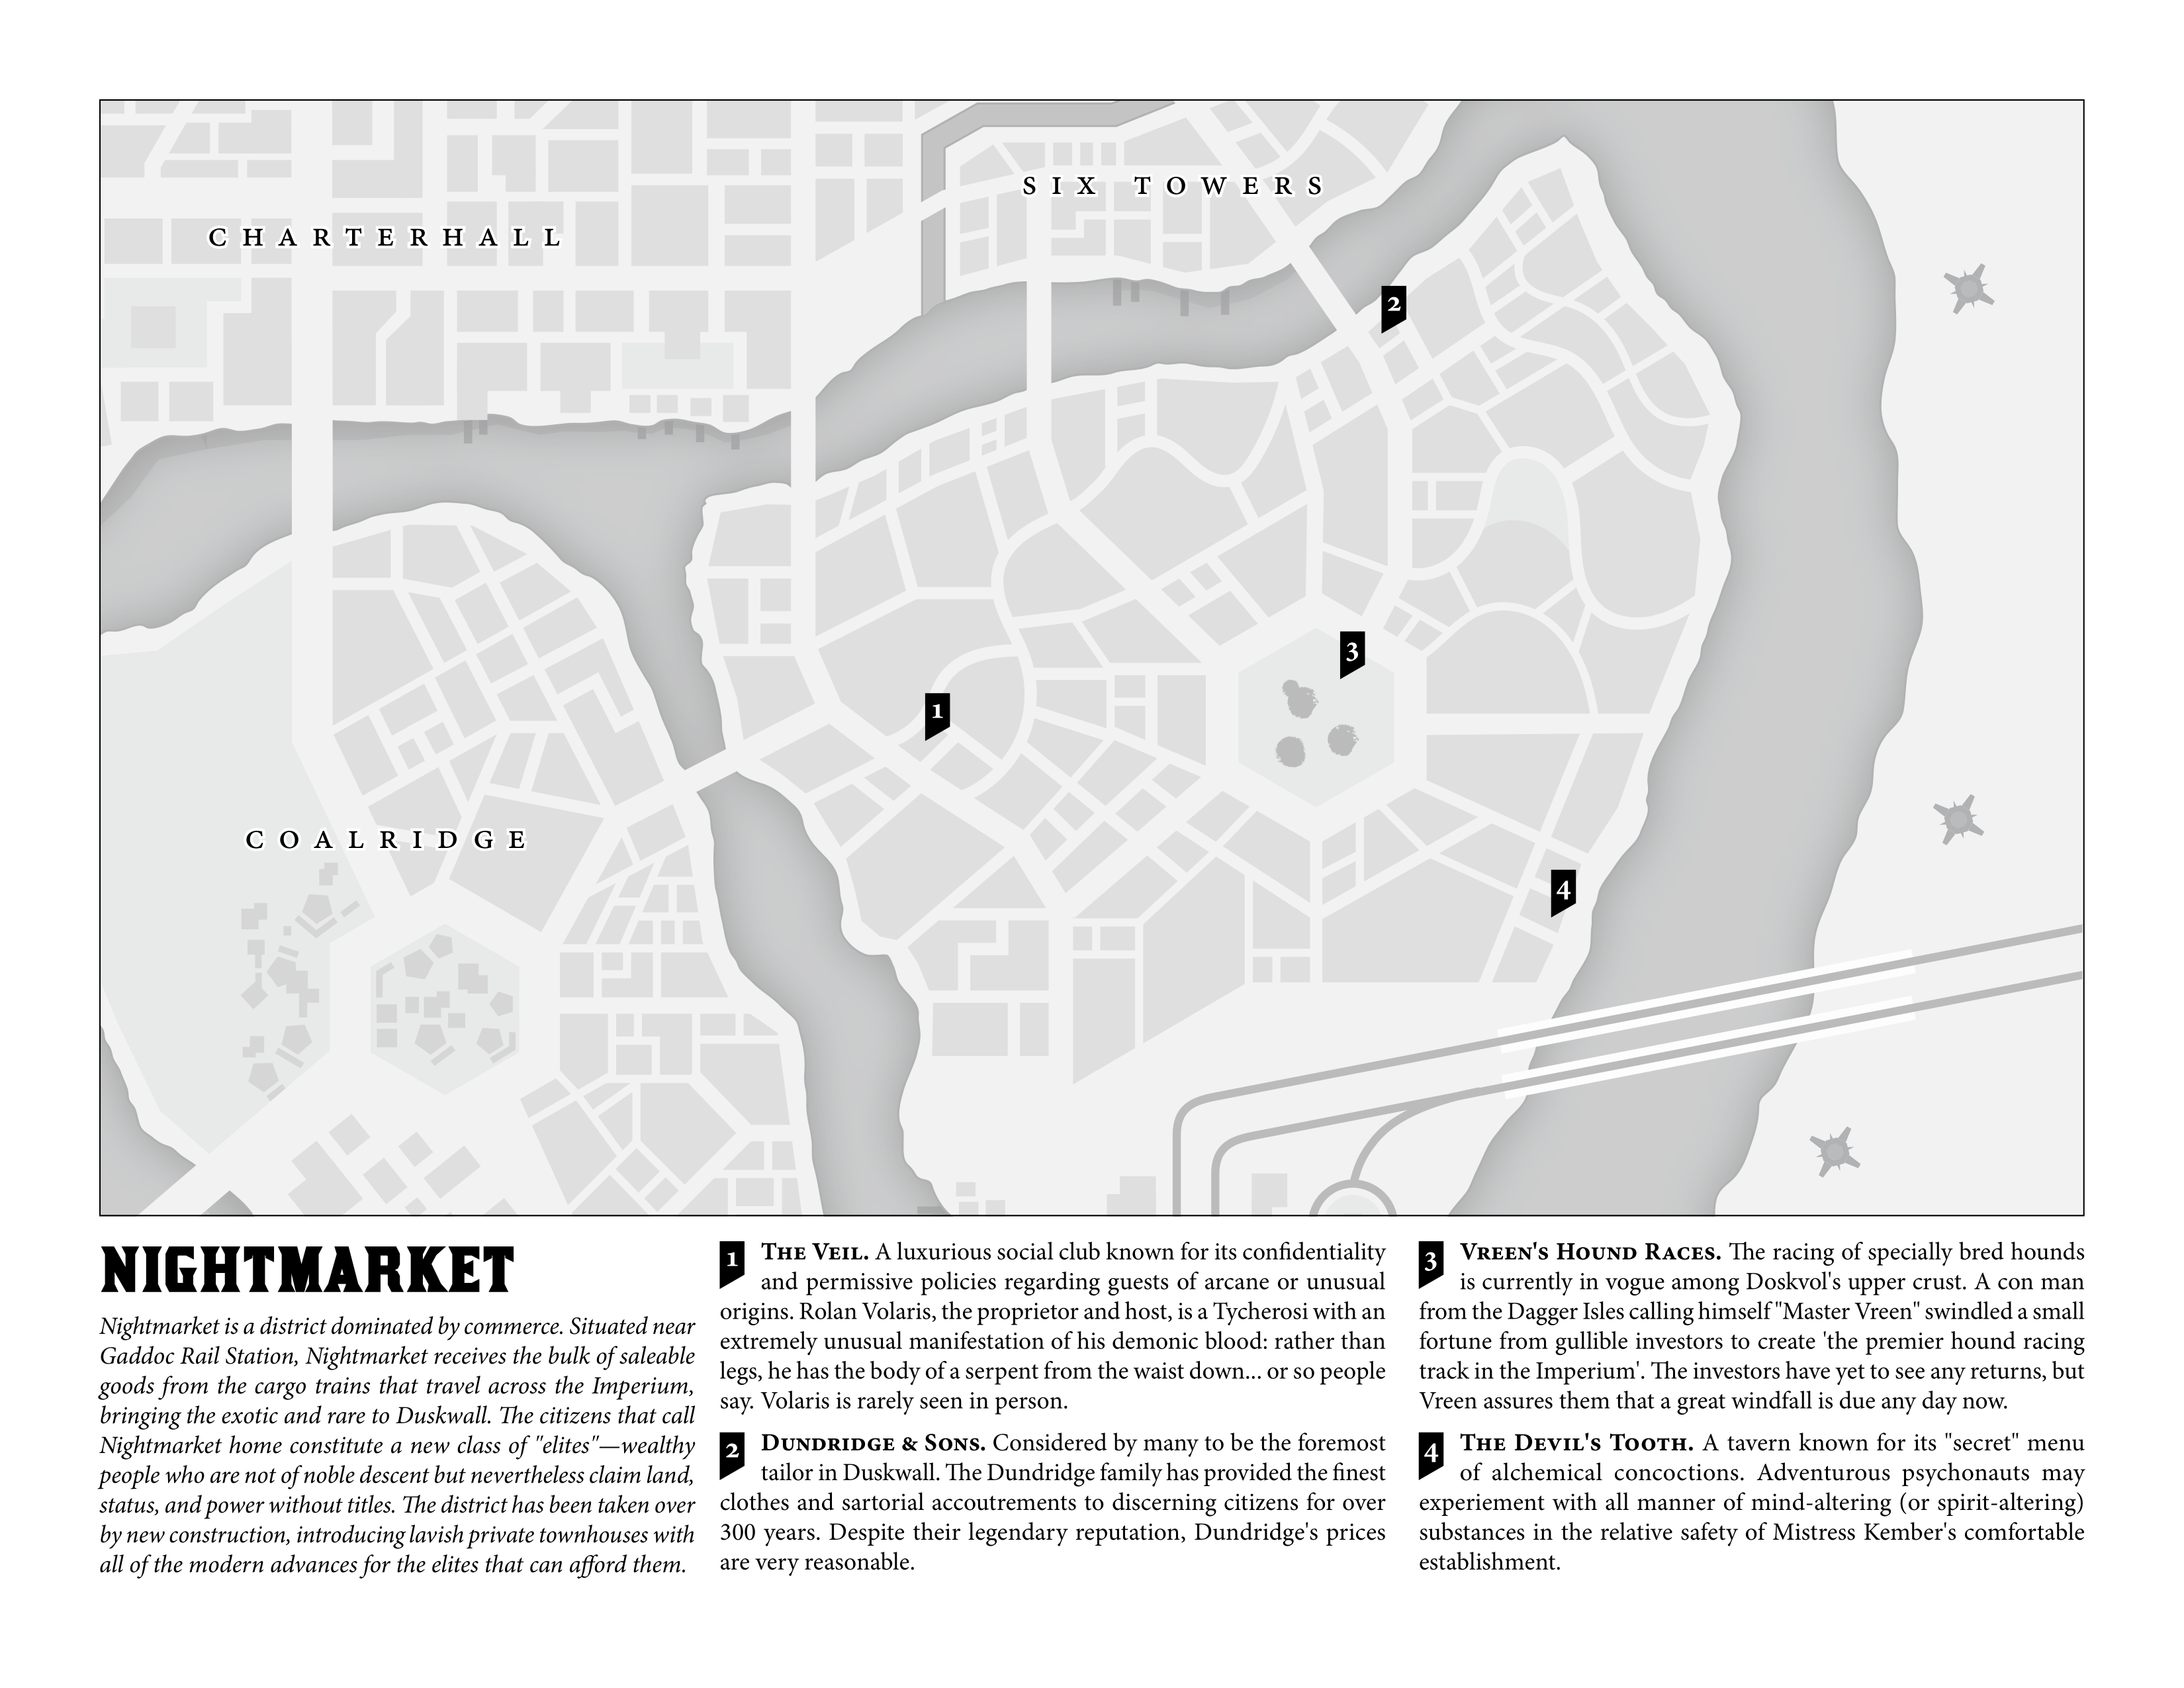 SIX TOWERS
CHARTERHALL
2
3
1
COALRIDGE
4
NIGHTMARKET
Nightmarket is a district dominated by commerce. Situated near
Gaddoc Rail Station, Nightmarket receives the bulk of saleable
goods from the cargo trains that travel across the Imperium,
bringing the exotic and rare to Duskwall. The citizens that call
Nightmarket home constitute a new class of "elites"—wealthy
people who are not of noble descent but nevertheless claim land,
status, and power without titles. The district has been taken over
by new construction, introducing lavish private townhouses with
all of the modern advances for the elites that can afford them.
1 The Veil. A luxurious social club known for its confidentiality
and permissive policies regarding guests of arcane or unusual
origins. Rolan Volaris, the proprietor and host, is a Tycherosi with an
extremely unusual manifestation of his demonic blood: rather than
legs, he has the body of a serpent from the waist down... or so people
say. Volaris is rarely seen in person.
2 Dundridge & Sons. Considered by many to be the foremost
tailor in Duskwall. The Dundridge family has provided the finest
clothes and sartorial accoutrements to discerning citizens for over
300 years. Despite their legendary reputation, Dundridge's prices
are very reasonable.
3 Vreen's Hound Races. The racing of specially bred hounds
is currently in vogue among Doskvol's upper crust. A con man
from the Dagger Isles calling himself "Master Vreen" swindled a small
fortune from gullible investors to create 'the premier hound racing
track in the Imperium'. The investors have yet to see any returns, but
Vreen assures them that a great windfall is due any day now.
4 The Devil's Tooth. A tavern known for its "secret" menu
of alchemical concoctions. Adventurous psychonauts may
experiement with all manner of mind-altering (or spirit-altering)
substances in the relative safety of Mistress Kember's comfortable
establishment.